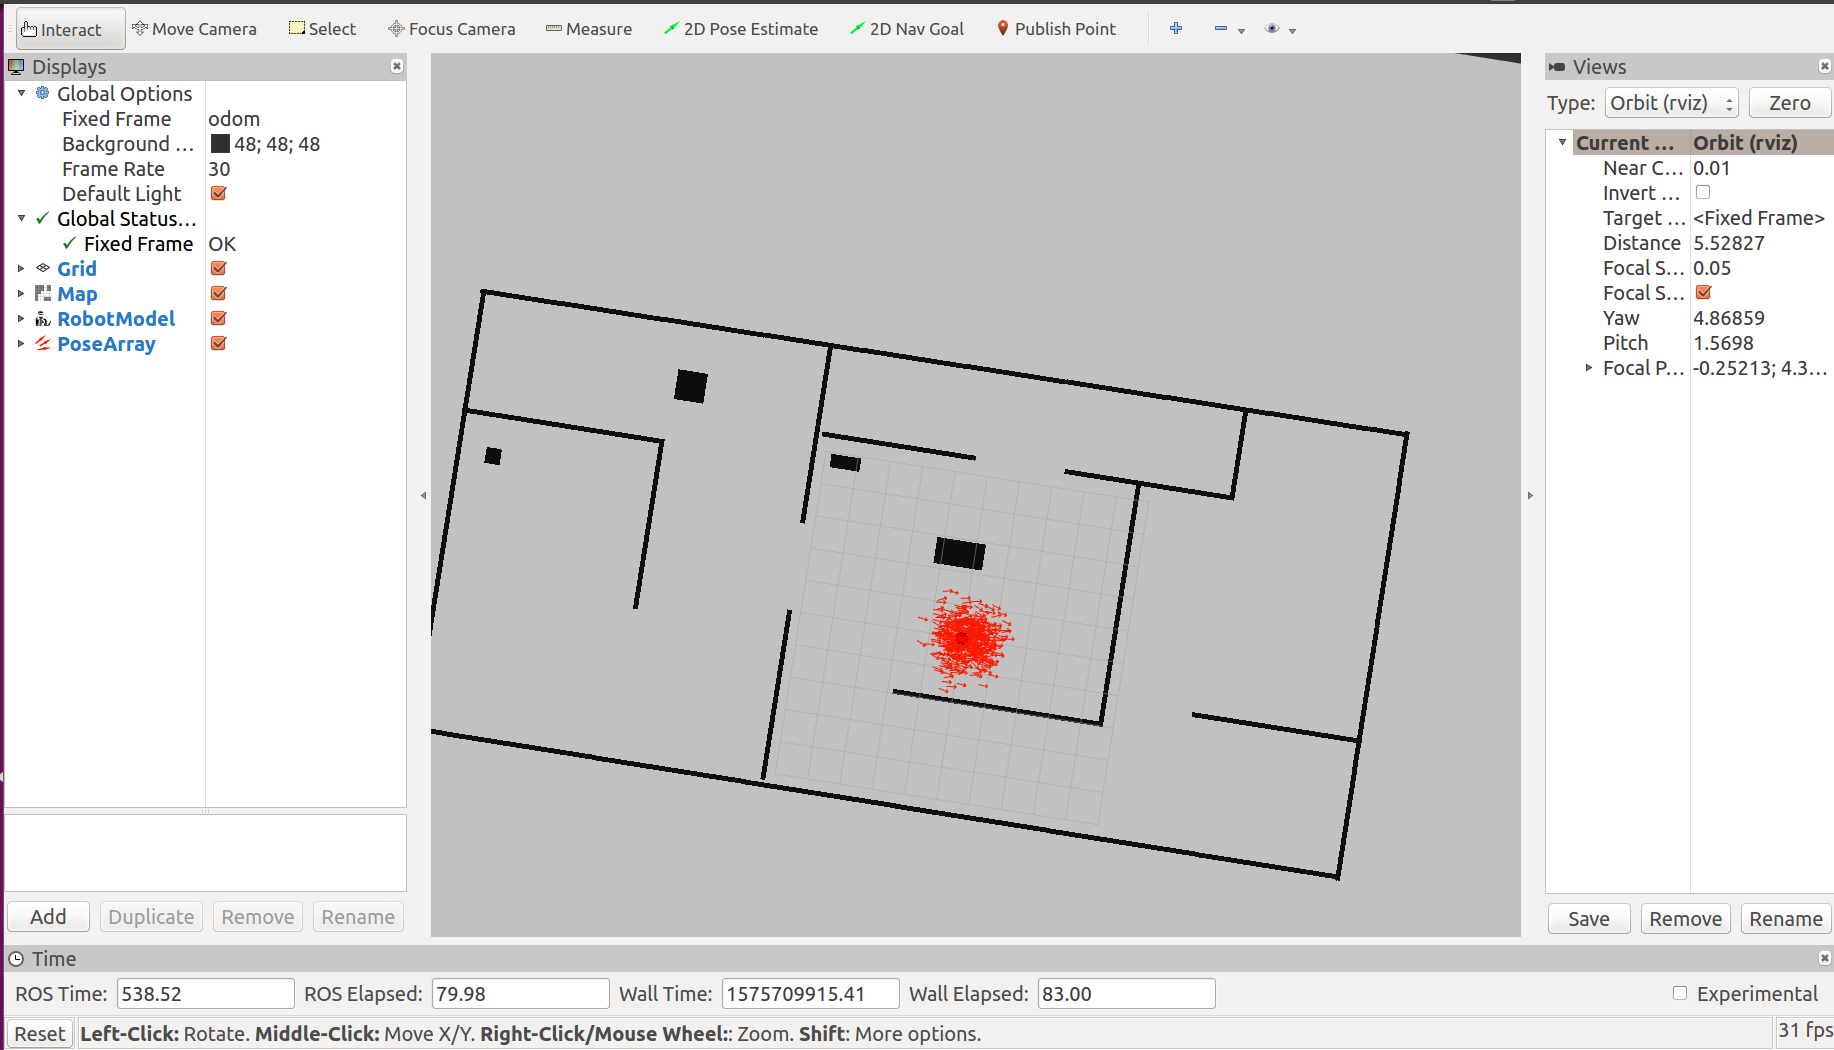 Interact Move Camera Select Focus Camera Measure 2D Pose Estimate 2D Nav Goal Publish Point
Displays
Global Options
Fixed Frame odom
Background ... 48; 48; 48
Frame Rate 30
Default Light
Global Status...
Fixed Frame OK
Grid
Map
RobotModel
PoseArray
Add Duplicate Remove Rename
Views
Type: Orbit (rviz) Zero
Current ... Orbit (rviz)
Near C... 0.01
Invert ...
Target ... <Fixed Frame>
Distance 5.52827
Focal S... 0.05
Focal S...
Yaw 4.86859
Pitch 1.5698
Focal P... -0.25213; 4.3...
Save Remove Rename
Time
ROS Time: 538.52 ROS Elapsed: 79.98 Wall Time: 1575709915.41 Wall Elapsed: 83.00 Experimental
Reset Left-Click: Rotate. Middle-Click: Move X/Y. Right-Click/Mouse Wheel:: Zoom. Shift: More options. 31 fps